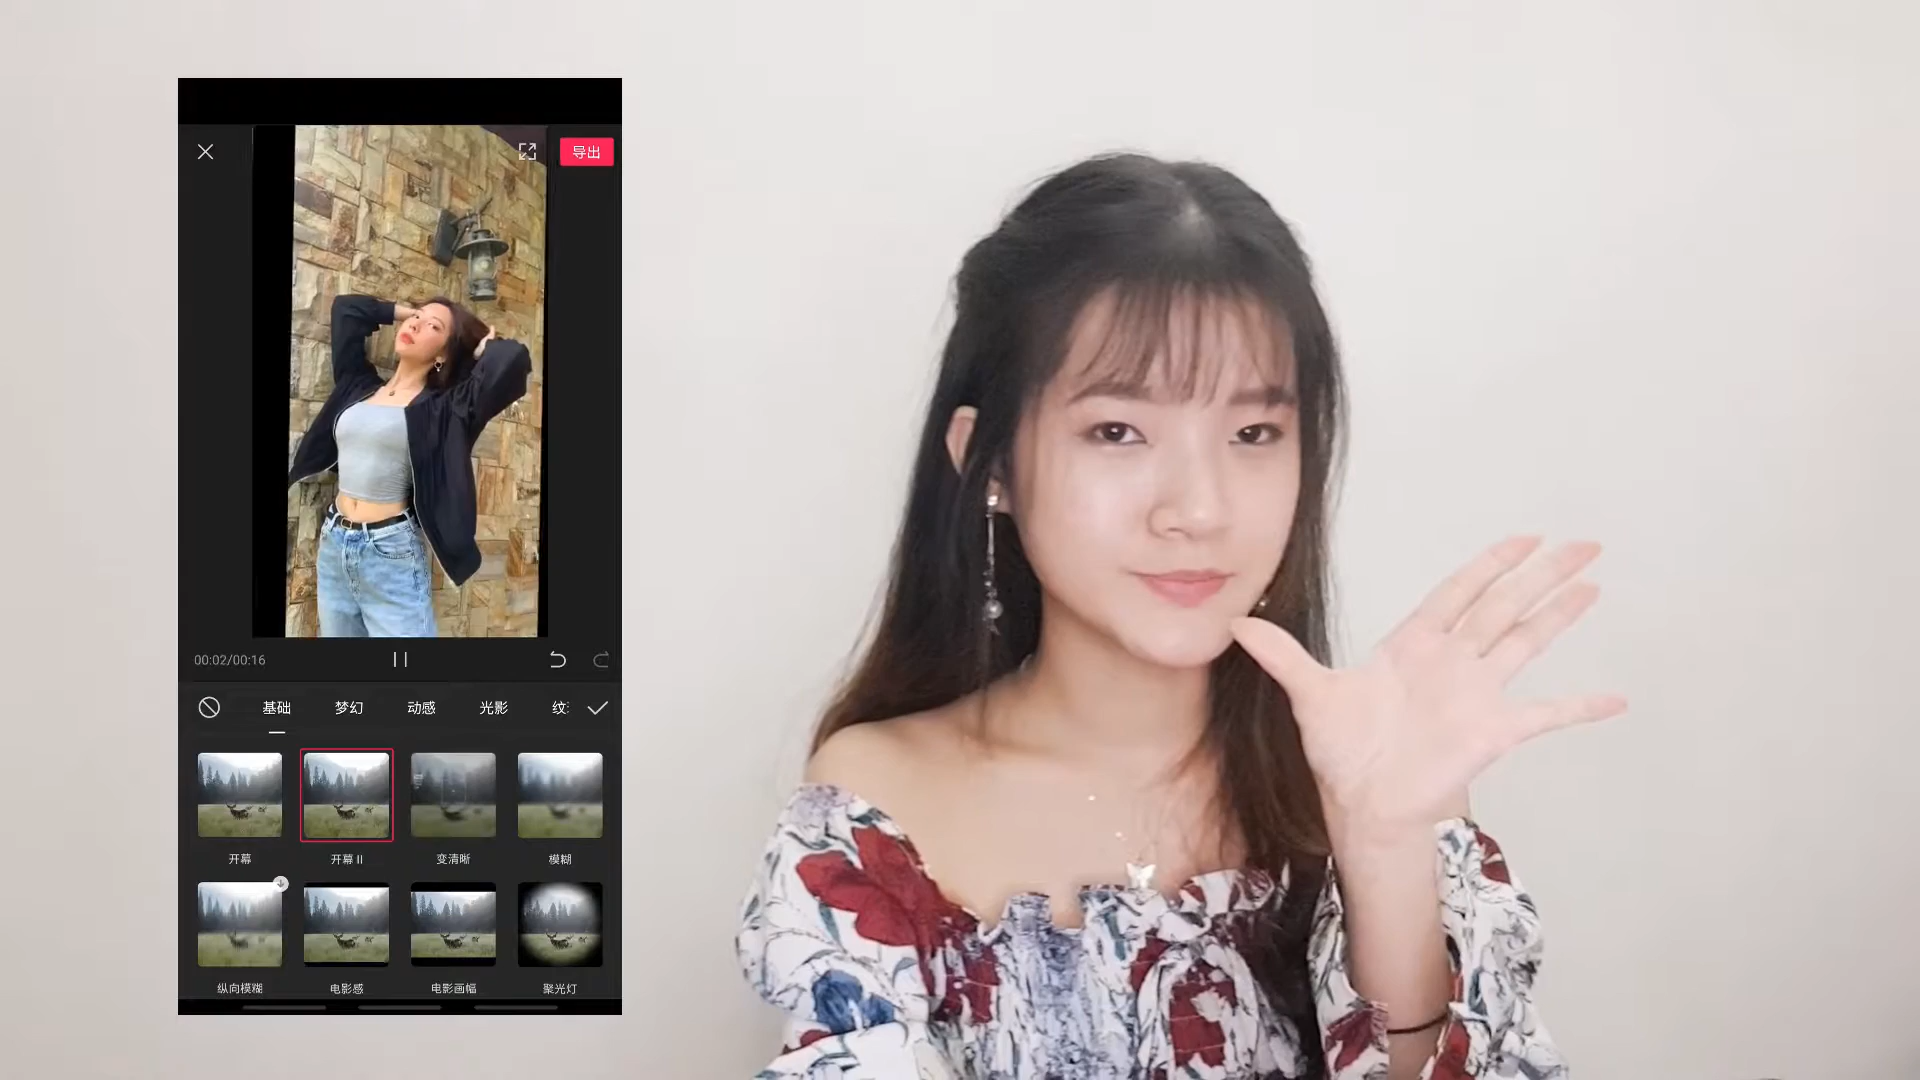 导出
00:02/00:16
基础 梦幻 动感 光影 纹
开幕 开幕 II 变清晰 模糊
纵向模糊 电影感 电影画幅 聚光灯